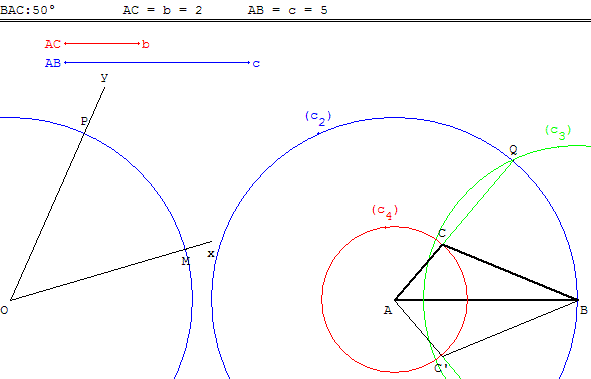 BAC:50° AC = b = 2 AB = c = 5
AC b
AB c
y
P
(c2)
(c3)
Q
(c4)
C
M x
O A B
C'